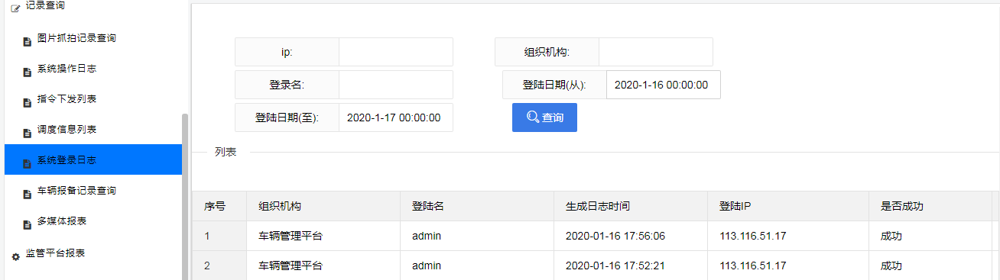 记录查询
图片抓拍记录查询
系统操作日志
指令下发列表
调度信息列表
系统登录日志
车辆报备记录查询
多媒体报表
监管平台报表
ip:
组织机构:
登录名:
登陆日期(从): 2020-1-16 00:00:00
登陆日期(至): 2020-1-17 00:00:00
查询
列表
序号 组织机构 登陆名 生成日志时间 登陆IP 是否成功
1 车辆管理平台 admin 2020-01-16 17:56:06 113.116.51.17 成功
2 车辆管理平台 admin 2020-01-16 17:52:21 113.116.51.17 成功